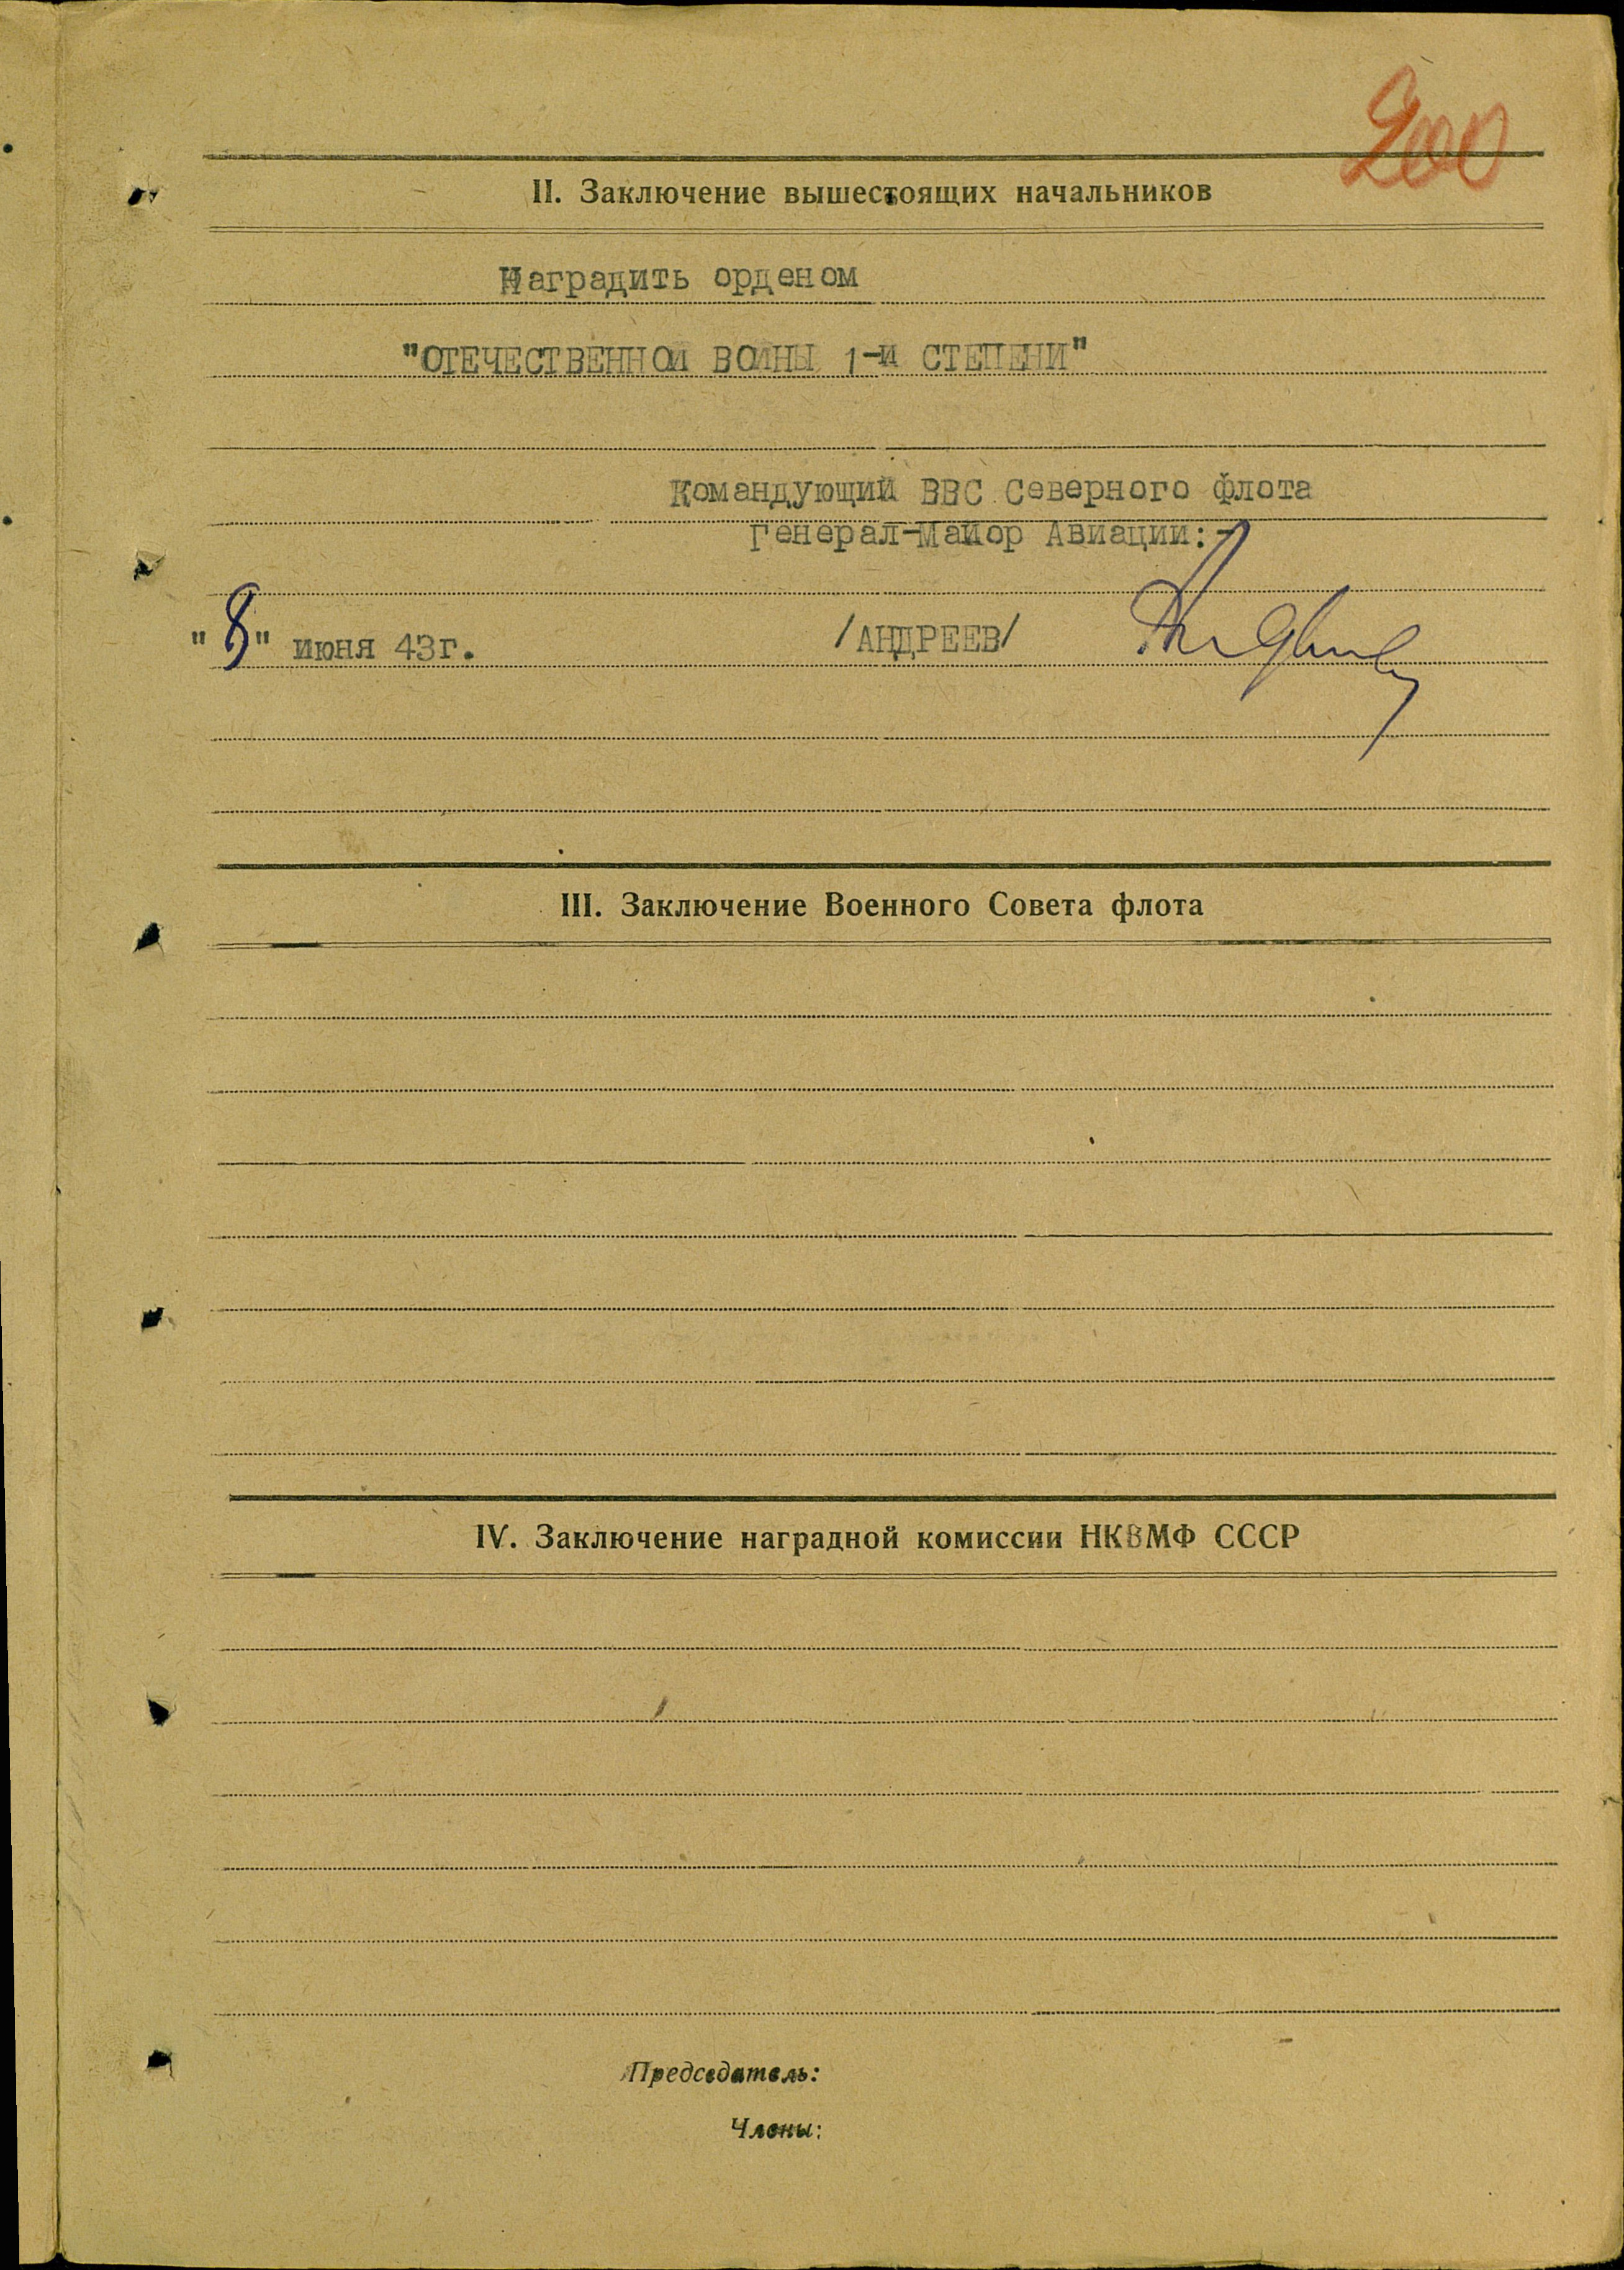 200
II. Заключение вышестоящих начальников
Наградить орденом
"ОТЕЧЕСТВЕННОЙ ВОЙНЫ 1-й СТЕПЕНИ"
Командующий ВВС Северного флота
Генерал-Майор Авиации:-
"8" июня 43г. /АНДРЕЕВ/
III. Заключение Военного Совета флота
IV. Заключение наградной комиссии НКВМФ СССР
Председатель:
Члены: